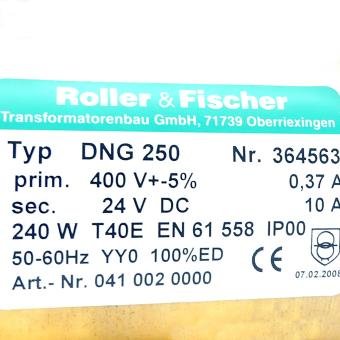 Roller & Fischer
Transformatorenbau GmbH, 71739 Oberriexingen
Typ DNG 250 Nr. 364563
prim. 400 V+-5% 0,37 A
sec. 24 V DC 10 A
240 W T40E EN 61 558 IP00
50-60Hz YY0 100%ED CE
07.02.2008
Art.- Nr. 041 002 0000